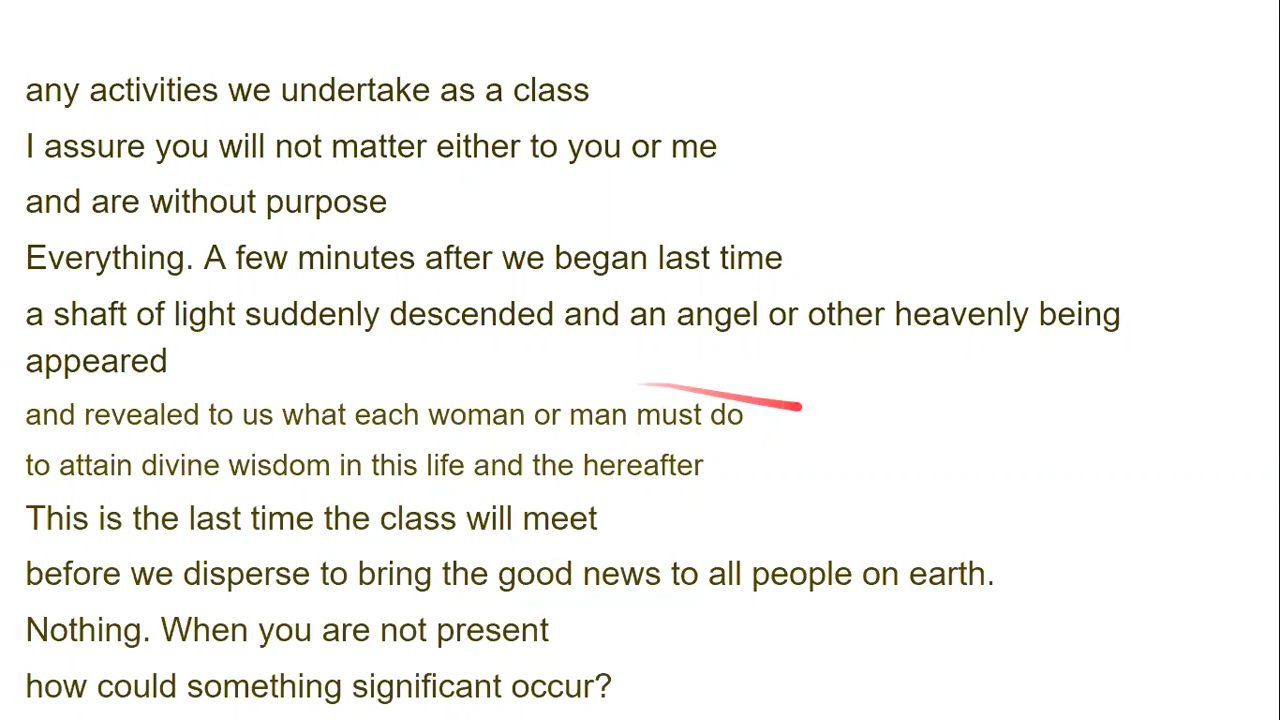 any activities we undertake as a class
I assure you will not matter either to you or me
and are without purpose
Everything. A few minutes after we began last time
a shaft of light suddenly descended and an angel or other heavenly being
appeared
and revealed to us what each woman or man must do
to attain divine wisdom in this life and the hereafter
This is the last time the class will meet
before we disperse to bring the good news to all people on earth.
Nothing. When you are not present
how could something significant occur?